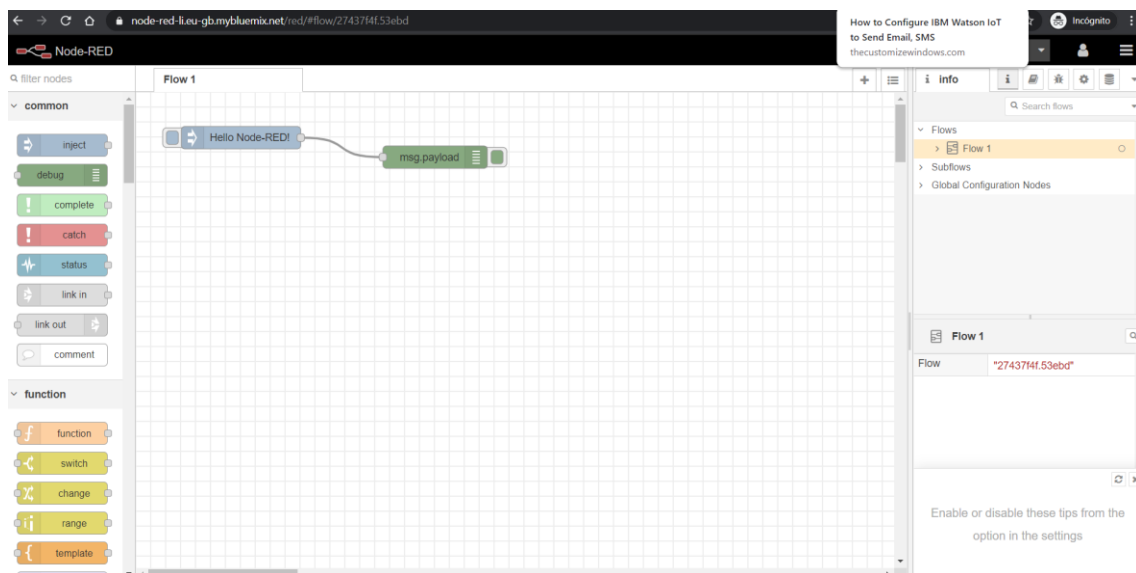 node-red-li.eu-gb.mybluemix.net/red/#flow/27437f4f.53ebd
How to Configure IBM Watson IoT
to Send Email, SMS
thecustomizewindows.com
Incógnito
Node-RED
filter nodes
Flow 1
info
Search flows
common
inject
debug
complete
catch
status
link in
link out
comment
function
function
switch
change
range
template
Hello Node-RED!
msg.payload
Flows
Flow 1
Subflows
Global Configuration Nodes
Flow 1
Flow "27437f4f.53ebd"
Enable or disable these tips from the
option in the settings